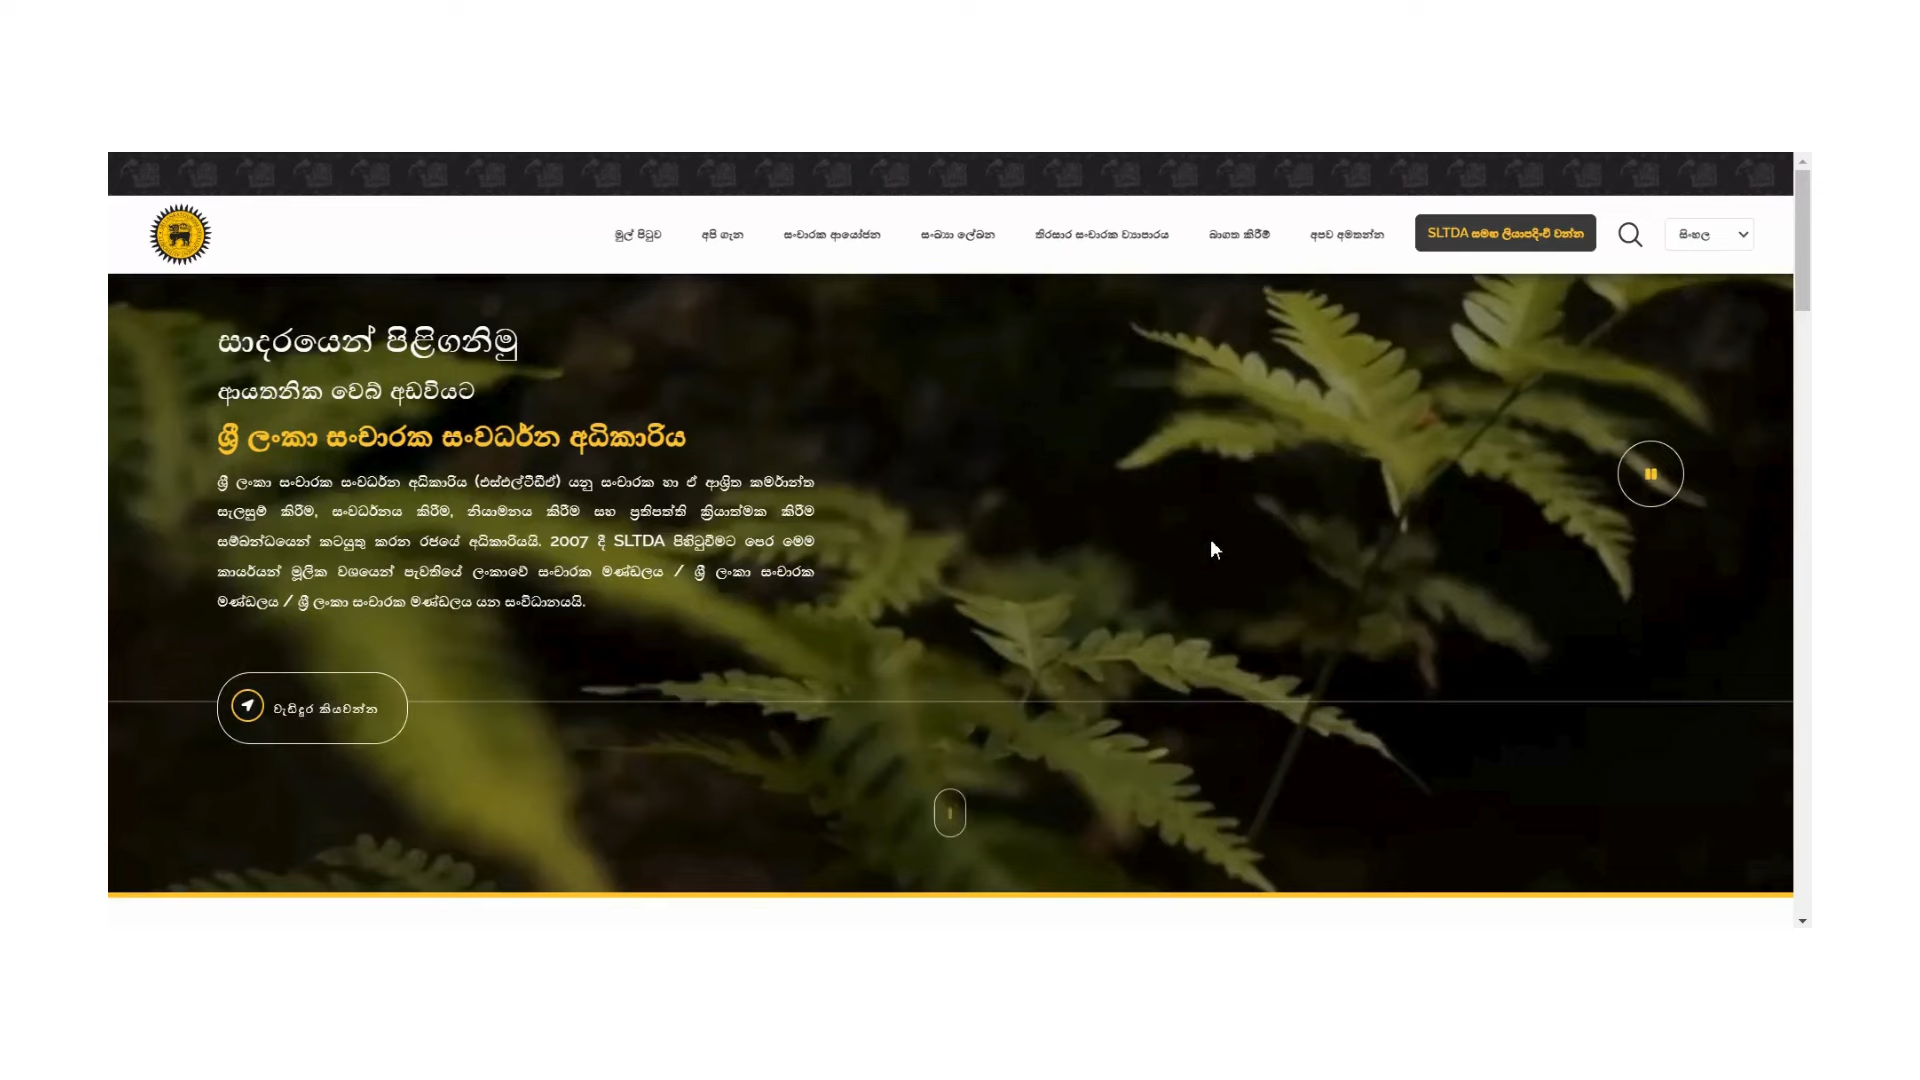 මුල් පිටුව
අපි ගැන
සංචාරක ආයෝජන
සංඛ්‍යා ලේඛන
තිරසාර සංචාරක ව්‍යාපාරය
බාගත කිරීම්
අපව අමතන්න
SLTDA සමඟ ලියාපදිංචි වන්න
සිංහල
සාදරයෙන් පිළිගනිමු
ආයතනික වෙබ් අඩවියට
ශ්‍රී ලංකා සංචාරක සංවර්ධන අධිකාරිය
ශ්‍රී ලංකා සංචාරක සංවර්ධන අධිකාරිය (එස්එල්ටීඩීඒ) යනු සංචාරක හා ඒ ආශ්‍රිත කර්මාන්ත
සැලසුම් කිරීම, සංවර්ධනය කිරීම, නියාමනය කිරීම සහ ප්‍රතිපත්ති ක්‍රියාත්මක කිරීම
සම්බන්ධයෙන් කටයුතු කරන රජයේ අධිකාරියයි. 2007 දී SLTDA පිහිටුවීමට පෙර මෙම
කාර්යයන් මූලික වශයෙන් පැවතියේ ලංකාවේ සංචාරක මණ්ඩලය / ශ්‍රී ලංකා සංචාරක
මණ්ඩලය / ශ්‍රී ලංකා සංචාරක මණ්ඩලය යන සංවිධානයයි.
වැඩිදුර කියවන්න